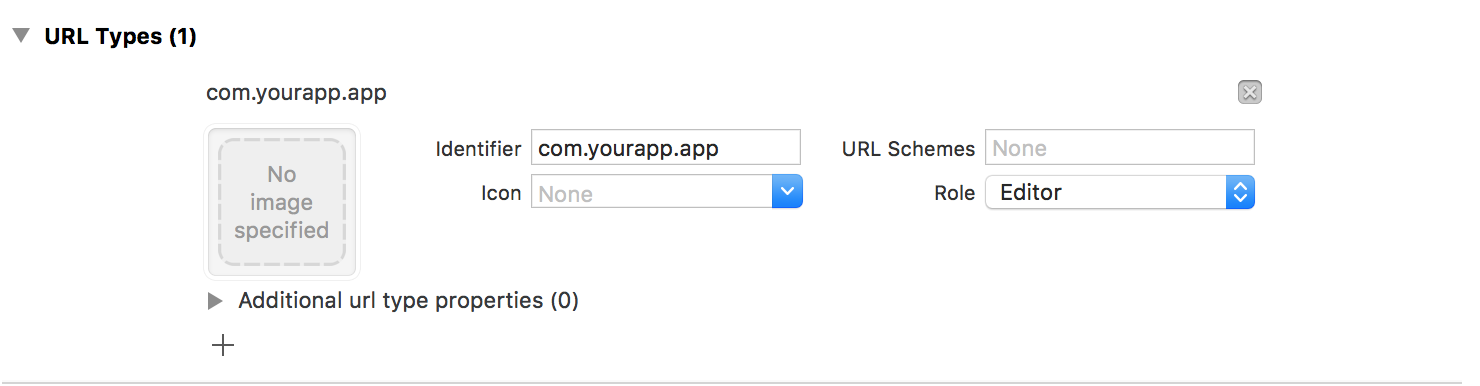 URL Types (1)
com.yourapp.app
No
image
specified
Identifier com.yourapp.app URL Schemes None
Icon None Role Editor
Additional url type properties (0)